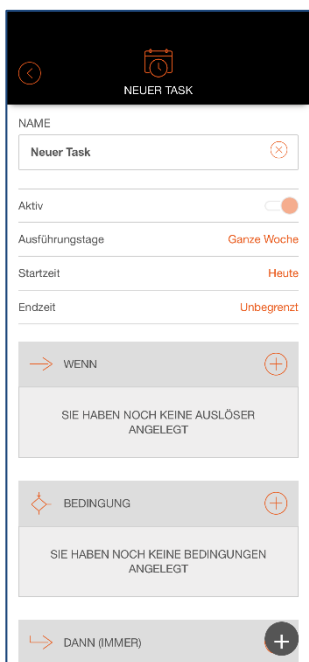 NEUER TASK
NAME
Neuer Task
Aktiv
Ausführungstage Ganze Woche
Startzeit Heute
Endzeit Unbegrenzt
WENN
SIE HABEN NOCH KEINE AUSLÖSER
ANGELEGT
BEDINGUNG
SIE HABEN NOCH KEINE BEDINGUNGEN
ANGELEGT
DANN (IMMER)